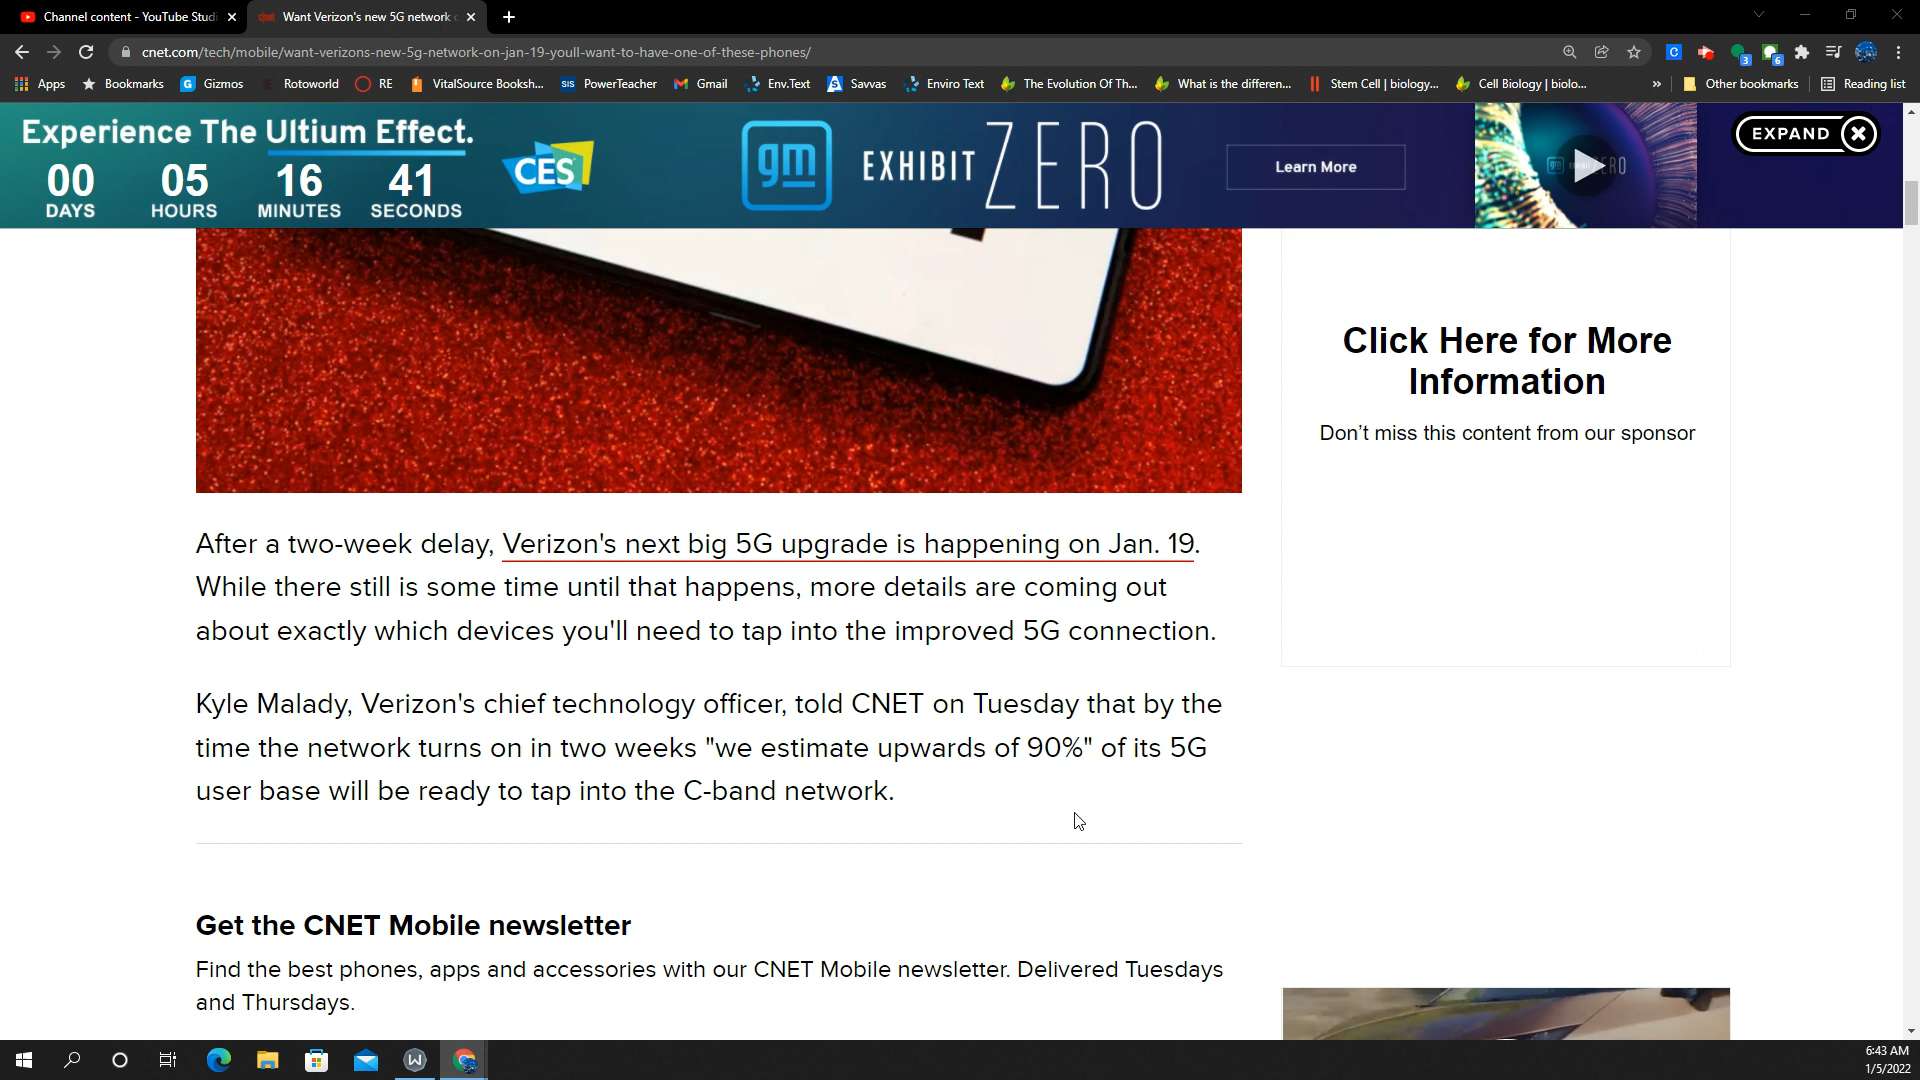 Channel content - YouTube Studi
Want Verizon's new 5G network
cnet.com/tech/mobile/want-verizons-new-5g-network-on-jan-19-youll-want-to-have-one-of-these-phones/
Apps Bookmarks Gizmos Rotoworld RE VitalSource Booksh... PowerTeacher Gmail Env.Text Savvas Enviro Text The Evolution Of Th... What is the differen... Stem Cell | biology... Cell Biology | biolo... » Other bookmarks Reading list
Experience The Ultium Effect.
00 05 16 41
DAYS HOURS MINUTES SECONDS
CES
gm
EXHIBIT ZERO
Learn More
EXPAND
Click Here for More
Information
Don’t miss this content from our sponsor
After a two-week delay, Verizon's next big 5G upgrade is happening on Jan. 19.
While there still is some time until that happens, more details are coming out
about exactly which devices you'll need to tap into the improved 5G connection.
Kyle Malady, Verizon's chief technology officer, told CNET on Tuesday that by the
time the network turns on in two weeks "we estimate upwards of 90%" of its 5G
user base will be ready to tap into the C-band network.
Get the CNET Mobile newsletter
Find the best phones, apps and accessories with our CNET Mobile newsletter. Delivered Tuesdays
and Thursdays.
6:43 AM
1/5/2022